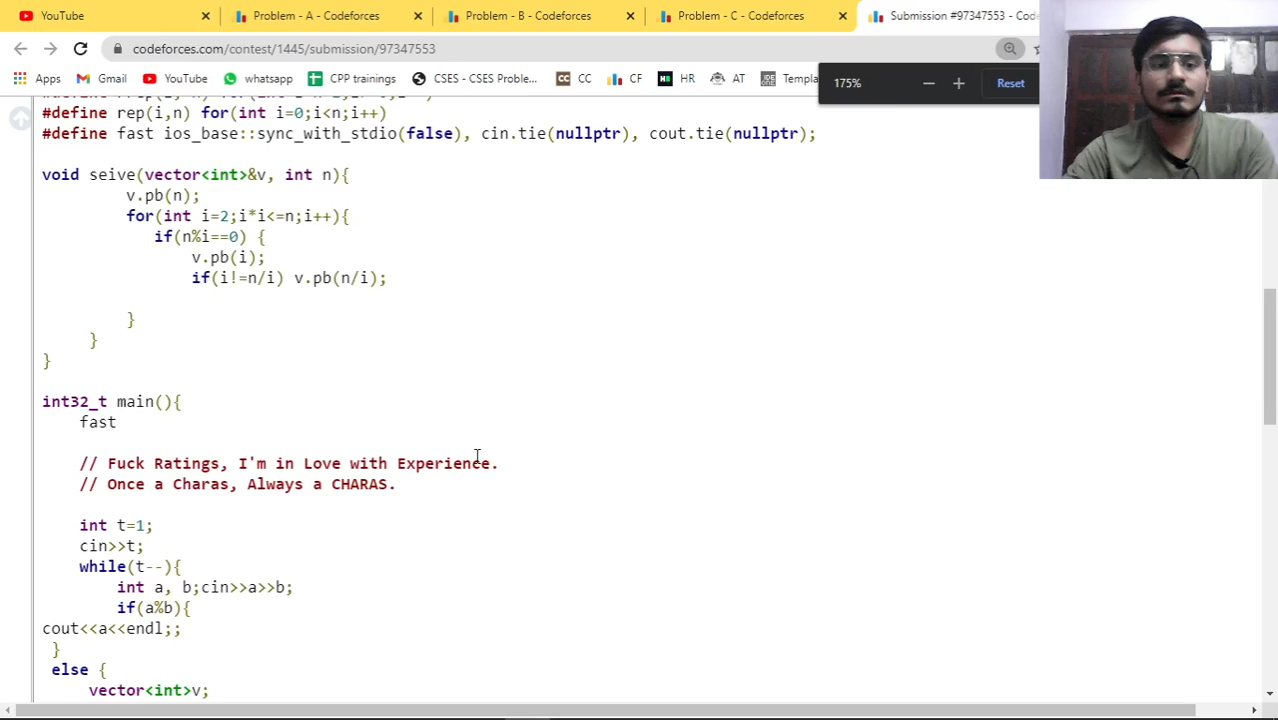 YouTube
Problem - A - Codeforces
Problem - B - Codeforces
Problem - C - Codeforces
Submission #97347553 - Cod
codeforces.com/contest/1445/submission/97347553
Apps Gmail YouTube whatsapp CPP trainings CSES - CSES Proble... CC CC CF HR AT Templa
175% Reset
#define rep(i,n) for(int i=0;i<n;i++)
#define fast ios_base::sync_with_stdio(false), cin.tie(nullptr), cout.tie(nullptr);
void seive(vector<int>&v, int n){
v.pb(n);
for(int i=2;i*i<=n;i++){
if(n%i==0) {
v.pb(i);
if(i!=n/i) v.pb(n/i);
}
}
}
int32_t main(){
fast
// Fuck Ratings, I'm in Love with Experience.
// Once a Charas, Always a CHARAS.
int t=1;
cin>>t;
while(t--){
int a, b;cin>>a>>b;
if(a%b){
cout<<a<<endl;;
}
else {
vector<int>v;